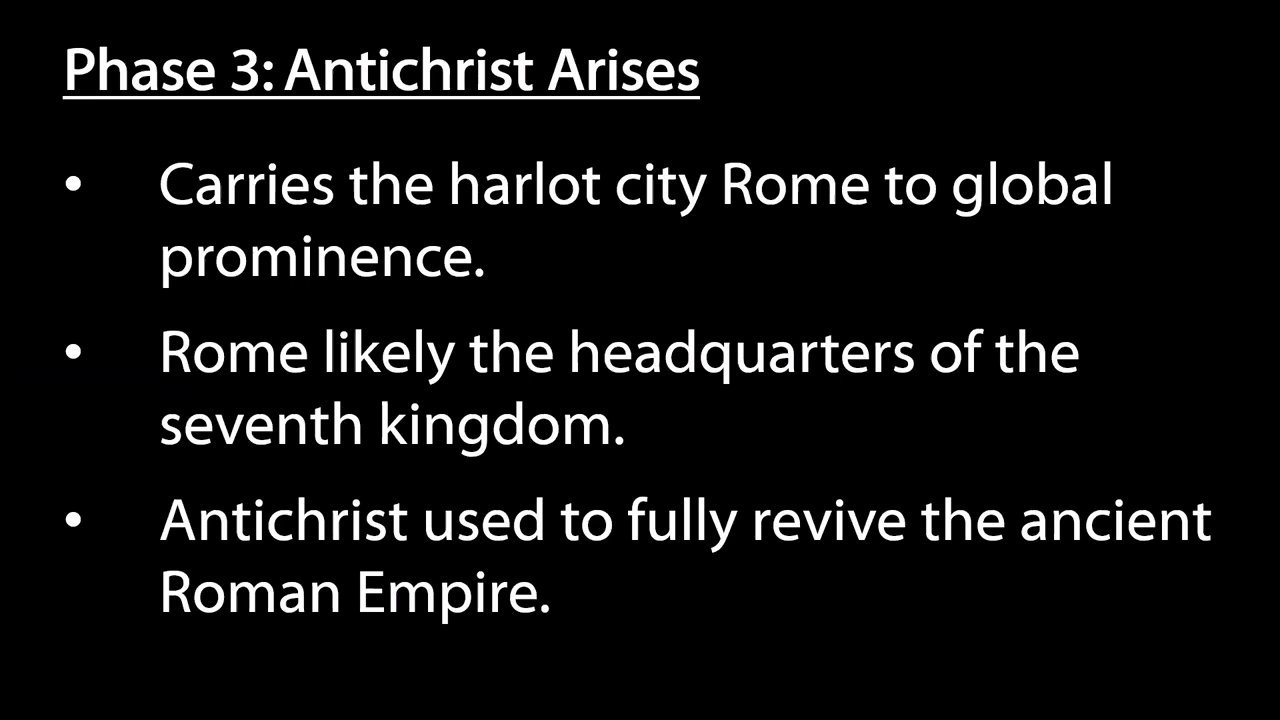 Phase 3: Antichrist Arises
• Carries the harlot city Rome to global
prominence.
• Rome likely the headquarters of the
seventh kingdom.
• Antichrist used to fully revive the ancient
Roman Empire.